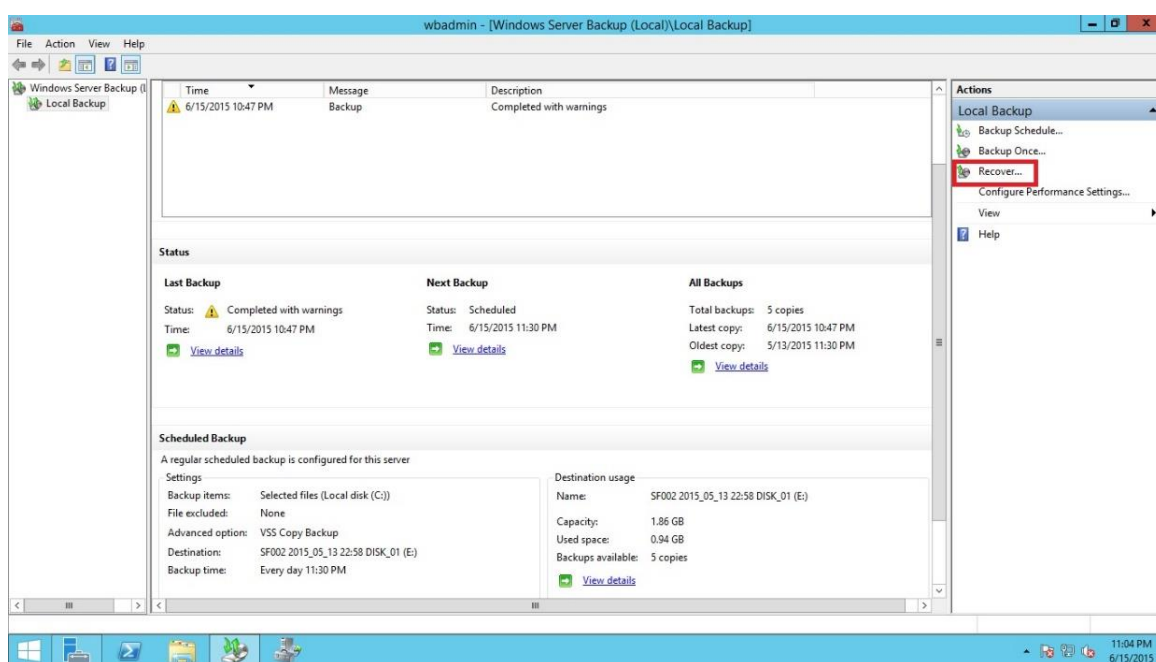 wbadmin - [Windows Server Backup (Local)\Local Backup]
File Action View Help
Windows Server Backup (L
Local Backup
Time Message Description
6/15/2015 10:47 PM Backup Completed with warnings
Status
Last Backup
Status: Completed with warnings
Time: 6/15/2015 10:47 PM
View details
Next Backup
Status: Scheduled
Time: 6/15/2015 11:30 PM
View details
All Backups
Total backups: 5 copies
Latest copy: 6/15/2015 10:47 PM
Oldest copy: 5/13/2015 11:30 PM
View details
Scheduled Backup
A regular scheduled backup is configured for this server
Settings
Backup items: Selected files (Local disk (C:))
File excluded: None
Advanced option: VSS Copy Backup
Destination: SF002 2015_05_13 22:58 DISK_01 (E:)
Backup time: Every day 11:30 PM
Destination usage
Name: SF002 2015_05_13 22:58 DISK_01 (E:)
Capacity: 1.86 GB
Used space: 0.94 GB
Backups available: 5 copies
View details
Actions
Local Backup
Backup Schedule...
Backup Once...
Recover...
Configure Performance Settings...
View
Help
11:04 PM
6/15/2015